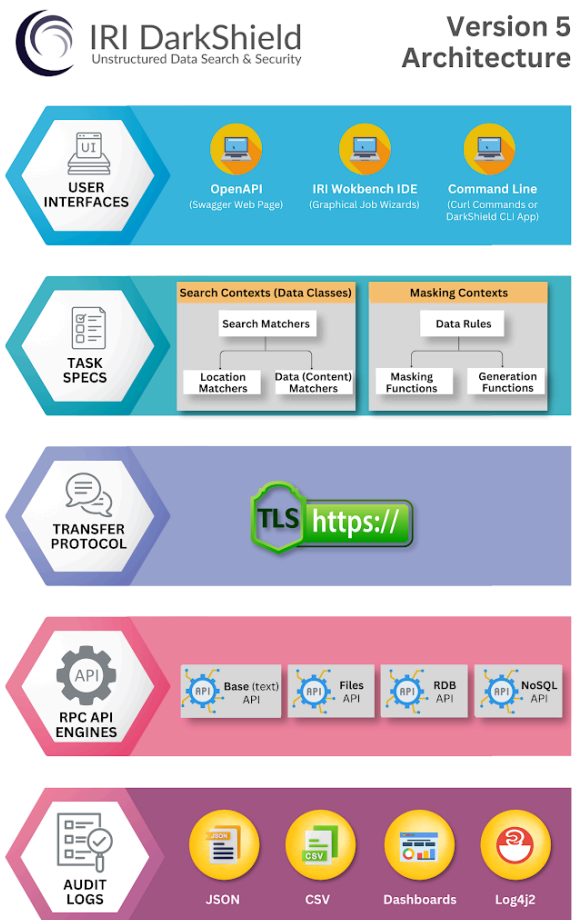 IRI DarkShield
Unstructured Data Search & Security
Version 5
Architecture
UI
USER
INTERFACES
OpenAPI
(Swagger Web Page)
IRI Wokbench IDE
(Graphical Job Wizards)
Command Line
(Curl Commands or
DarkShield CLI App)
TASK
SPECS
Search Contexts (Data Classes)
Search Matchers
Location
Matchers
Data (Content)
Matchers
Masking Contexts
Data Rules
Masking
Functions
Generation
Functions
TRANSFER
PROTOCOL
TLS
https://
API
RPC API
ENGINES
API
Base (text)
API
API
Files
API
API
RDB
API
API
NoSQL
API
AUDIT
LOGS
JSON
JSON
CSV
CSV
Dashboards
Log4j2